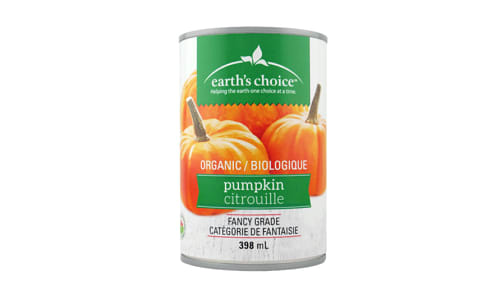 earth's choice™
Helping the earth-one choice at a time.
ORGANIC / BIOLOGIQUE
pumpkin
citrouille
FANCY GRADE
CATÉGORIE DE FANTAISIE
398 mL